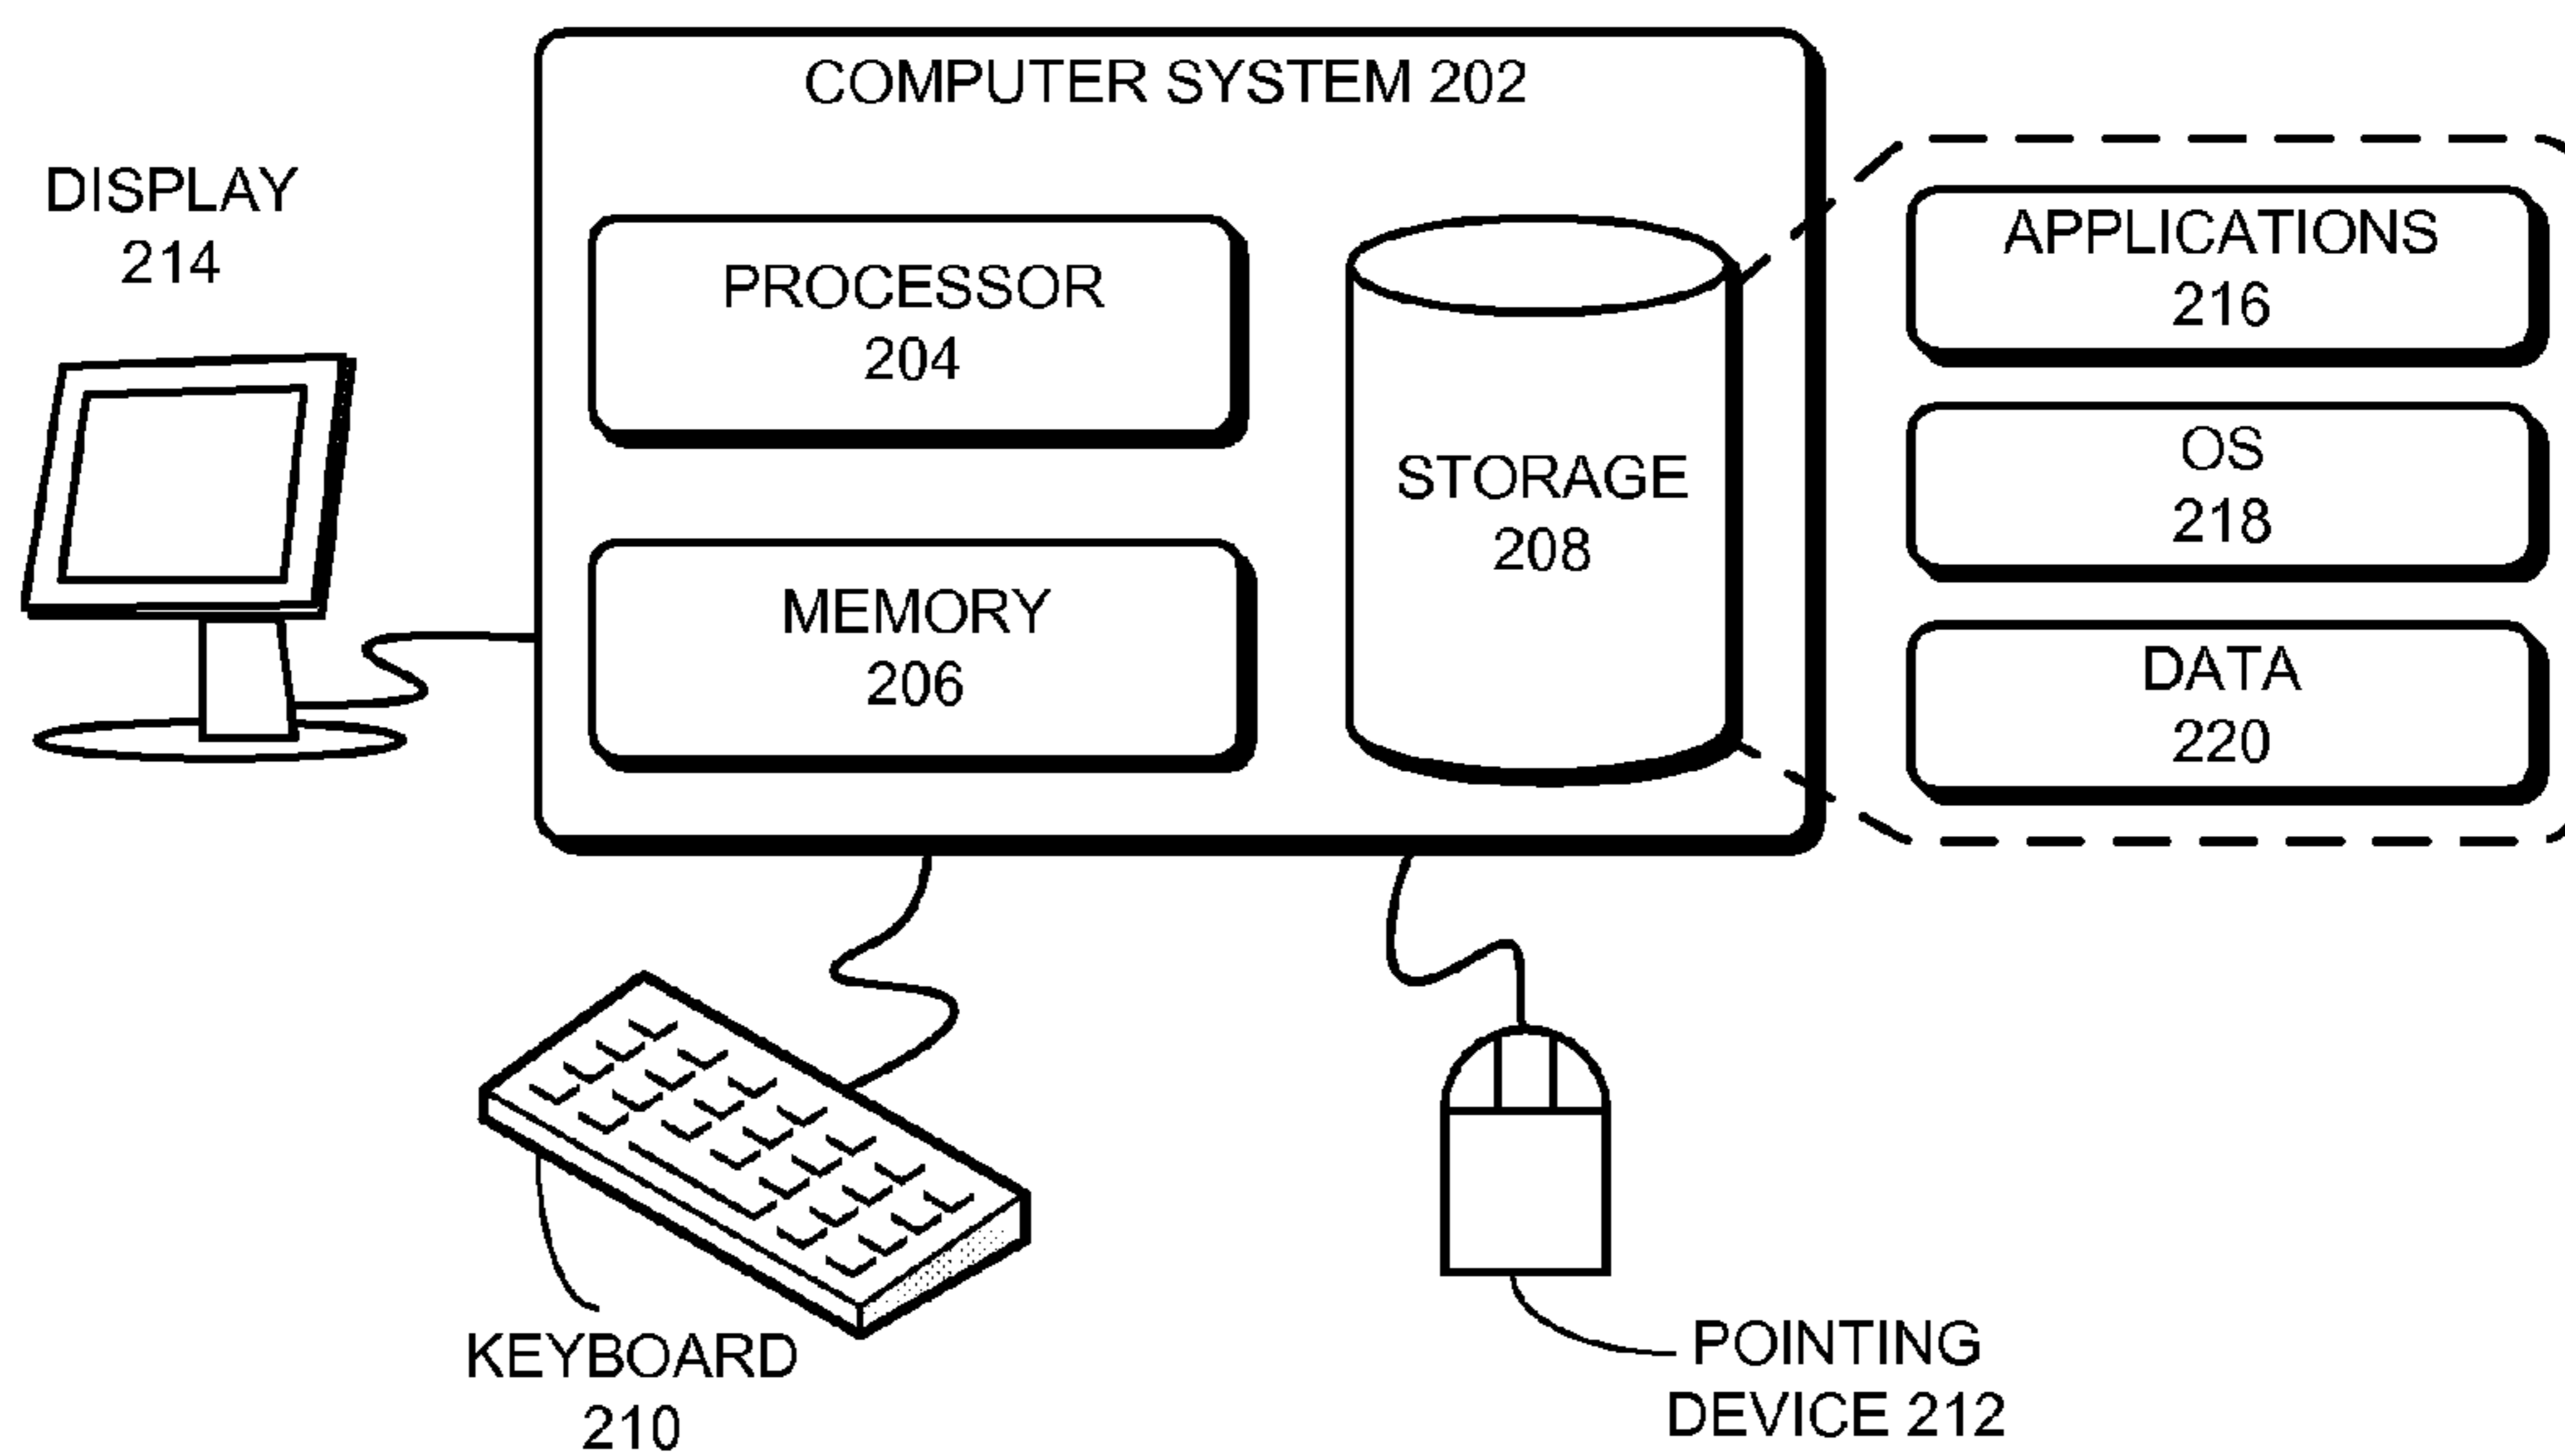 COMPUTER SYSTEM 202
DISPLAY
214
PROCESSOR
204
MEMORY
206
STORAGE
208
APPLICATIONS
216
OS
218
DATA
220
KEYBOARD
210
POINTING
DEVICE 212